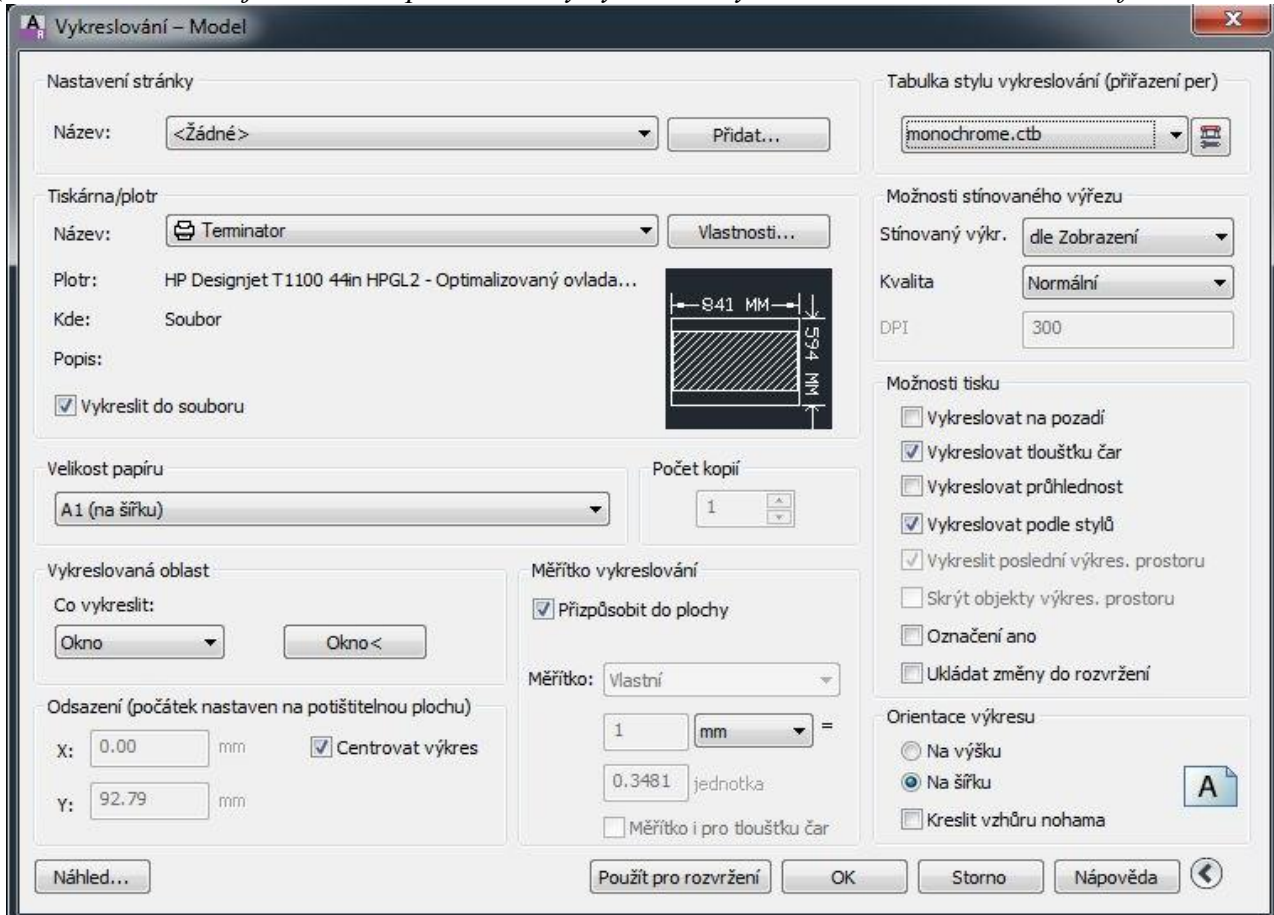 Vykreslování – Model
Nastavení stránky
Název: <Žádné> Přidat...
Tabulka stylu vykreslování (přiřazení per)
monochrome.ctb
Tiskárna/plotr
Název: Terminator Vlastnosti...
Plotr: HP Designjet T1100 44in HPGL2 - Optimalizovaný ovlada...
Kde: Soubor
Popis:
Vykreslit do souboru
841 MM
594 MM
Možnosti stínovaného výřezu
Stínovaný výkr. dle Zobrazení
Kvalita Normální
DPI 300
Velikost papíru
A1 (na šířku)
Počet kopií
1
Možnosti tisku
Vykreslovat na pozadí
Vykreslovat tloušťku čar
Vykreslovat průhlednost
Vykreslovat podle stylů
Vykreslit poslední výkres. prostoru
Skrýt objekty výkres. prostoru
Označení ano
Ukládat změny do rozvržení
Vykreslovaná oblast
Co vykreslit:
Okno Okno<
Měřítko vykreslování
Přizpůsobit do plochy
Měřítko: Vlastní
1 mm =
0.3481 jednotka
Měřítko i pro tloušťku čar
Odsazení (počátek nastaven na potištitelnou plochu)
X: 0.00 mm Centrovat výkres
Y: 92.79 mm
Orientace výkresu
Na výšku
Na šířku
Kreslit vzhůru nohama
A
Náhled... Použít pro rozvržení OK Storno Nápověda